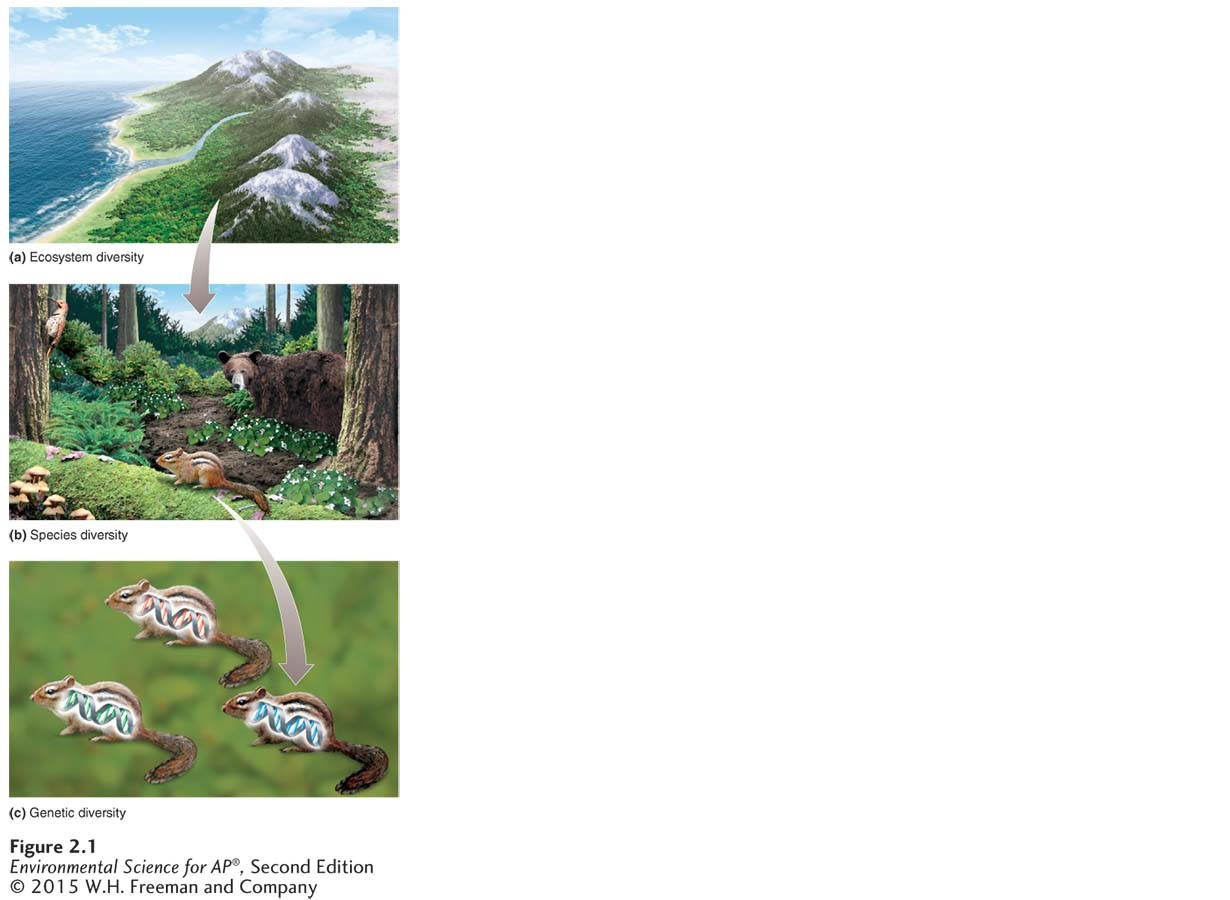 (a) Ecosystem diversity
(b) Species diversity
(c) Genetic diversity
Figure 2.1
Environmental Science for AP®, Second Edition
© 2015 W.H. Freeman and Company